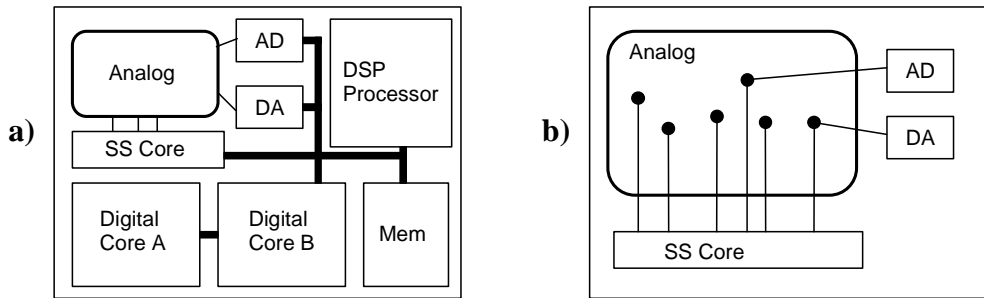 a)
Analog
AD
DA
DSP
Processor
SS Core
Digital
Core A
Digital
Core B
Mem
b)
Analog
AD
DA
SS Core